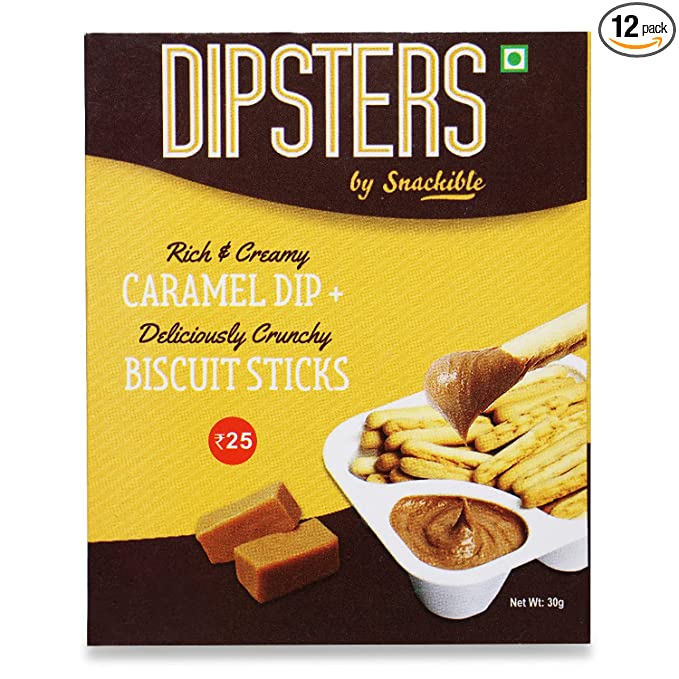 12 pack
DIPSTERS
by Snackible
Rich & Creamy
CARAMEL DIP +
Deliciously Crunchy
BISCUIT STICKS
₹25
Net Wt: 30g